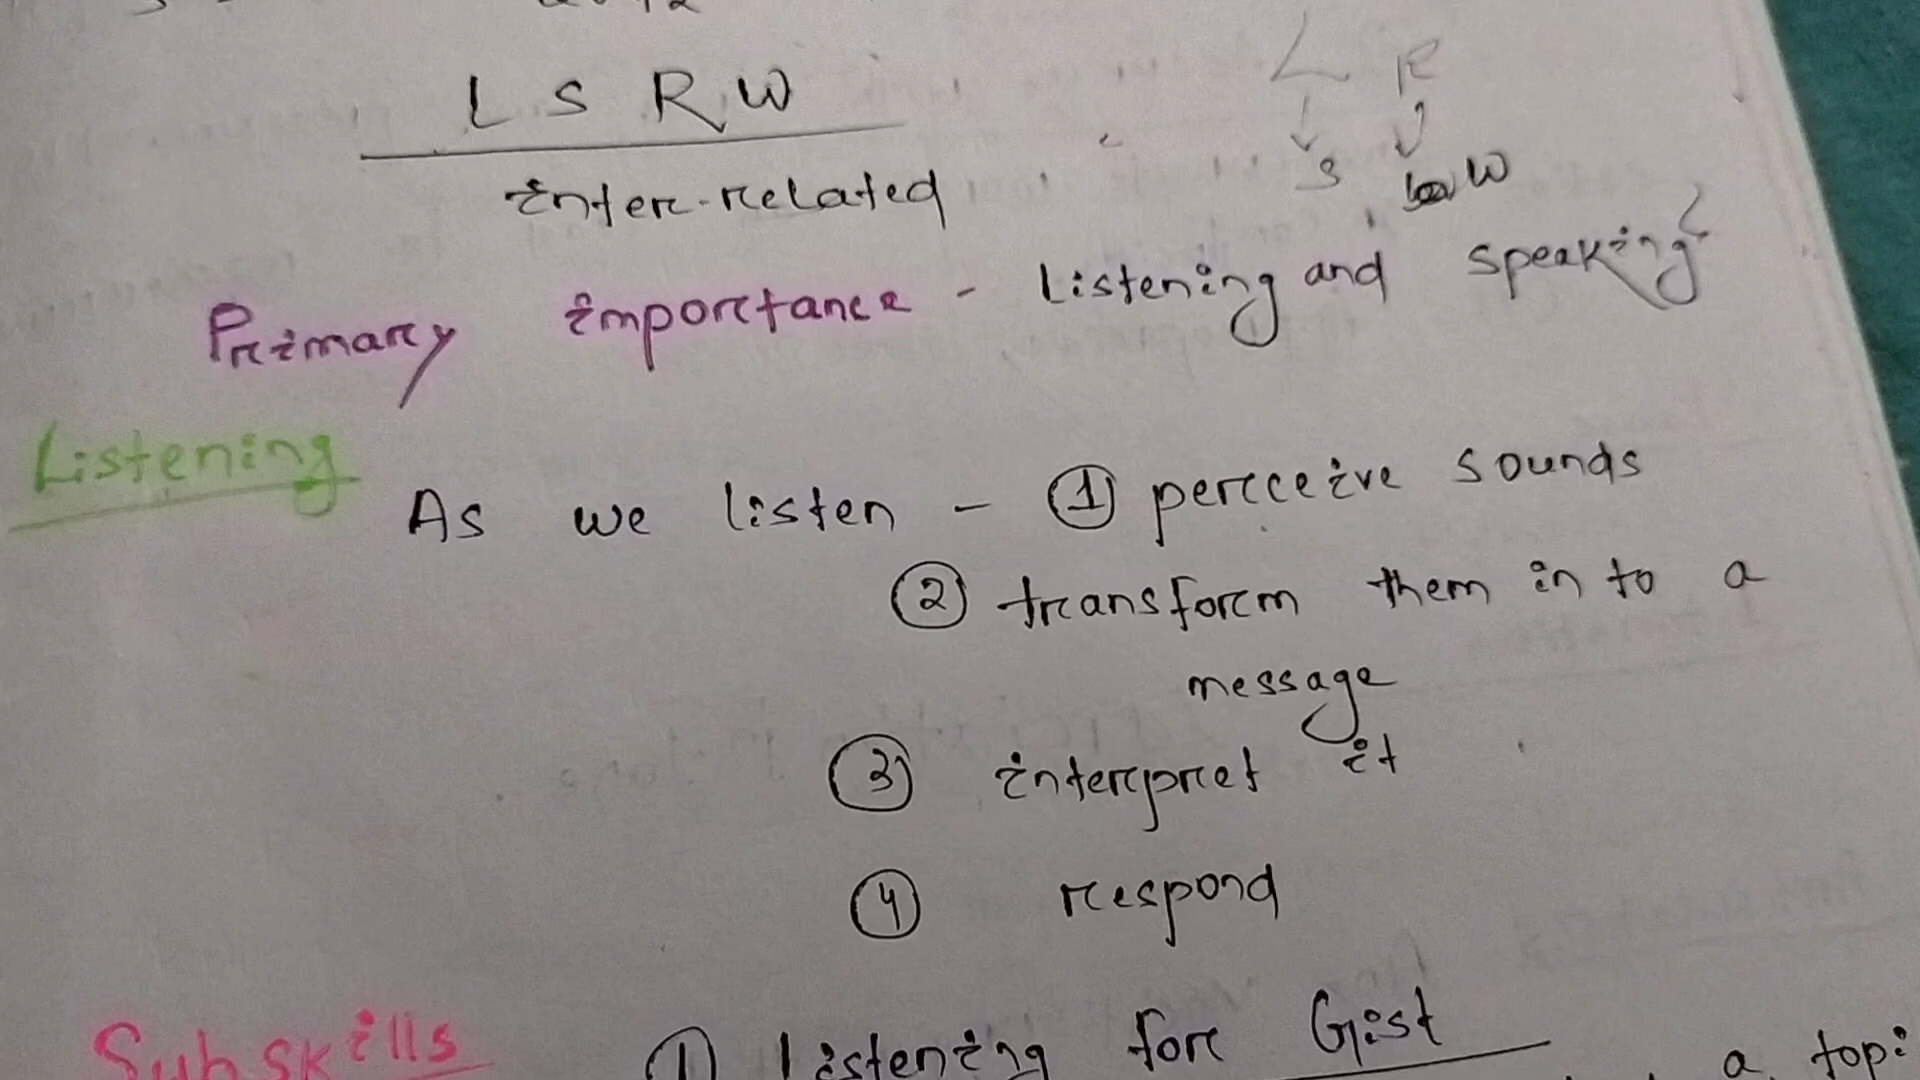 L S R W
L R
inter-related
S W
Primary importance - Listening and speaking
Listening
As we listen - ① perceive sounds
② transform them in to a
message
③ interpret it
④ respond
Subskills ① listening for Gist
a topi